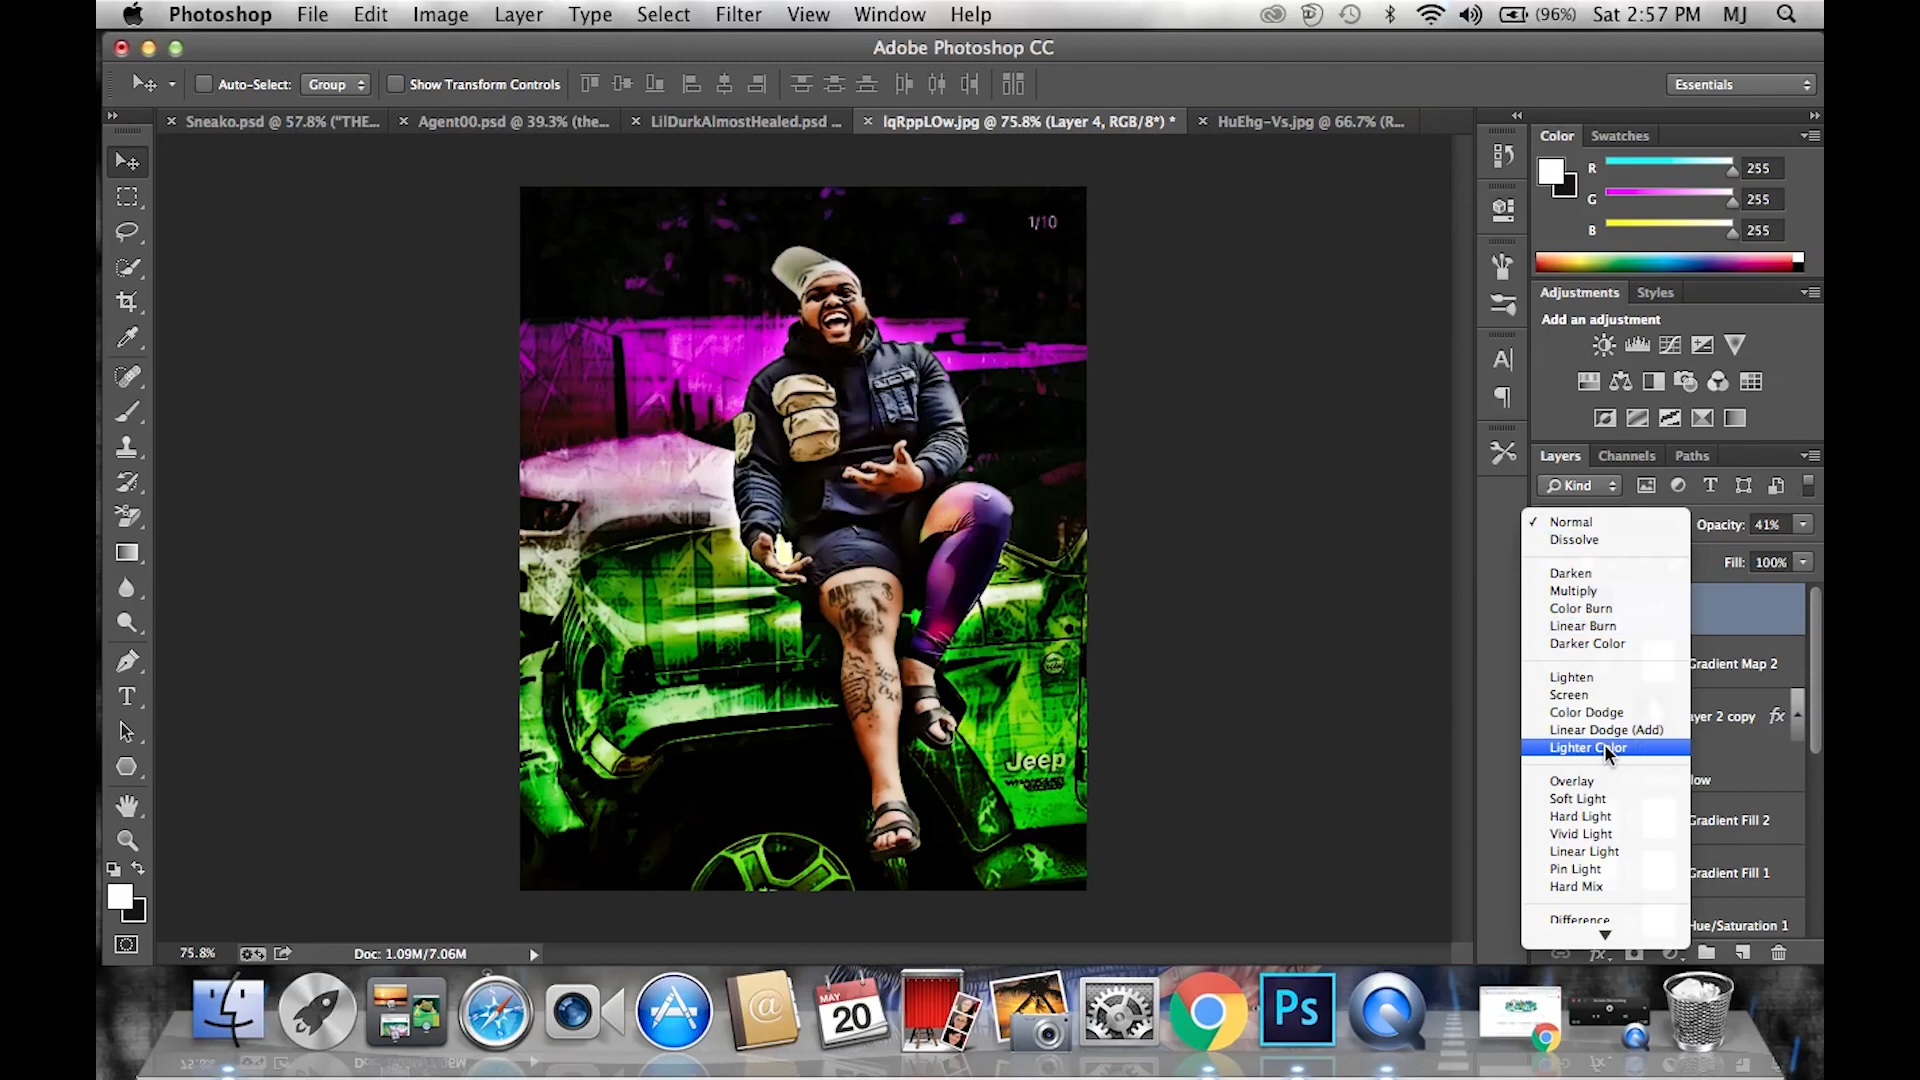 Photoshop File Edit Image Layer Type Select Filter View Window Help (96%) Sat 2:57 PM MJ
Adobe Photoshop CC
Auto-Select: Group Show Transform Controls Essentials
Sneako.psd @ 57.8% ("THE... Agent00.psd @ 39.3% (the... LilDurkAlmostHealed.psd ... lqRppLOw.jpg @ 75.8% (Layer 4, RGB/8*) * HuEhg-Vs.jpg @ 66.7% (R...
Color Swatches
R 255
G 255
B 255
1/10
Adjustments Styles
Add an adjustment
Layers Channels Paths
Kind
Opacity: 41%
Fill: 100%
Normal
Dissolve
Darken
Multiply
Color Burn
Linear Burn
Darker Color
Lighten
Screen
Color Dodge
Linear Dodge (Add)
Lighter Color
Overlay
Soft Light
Hard Light
Vivid Light
Linear Light
Pin Light
Hard Mix
Difference
Gradient Map 2
ayer 2 copy fx
low
Gradient Fill 2
Gradient Fill 1
Hue/Saturation 1
Jeep
75.8% Doc: 1.09M/7.06M
MAY
20
Ps